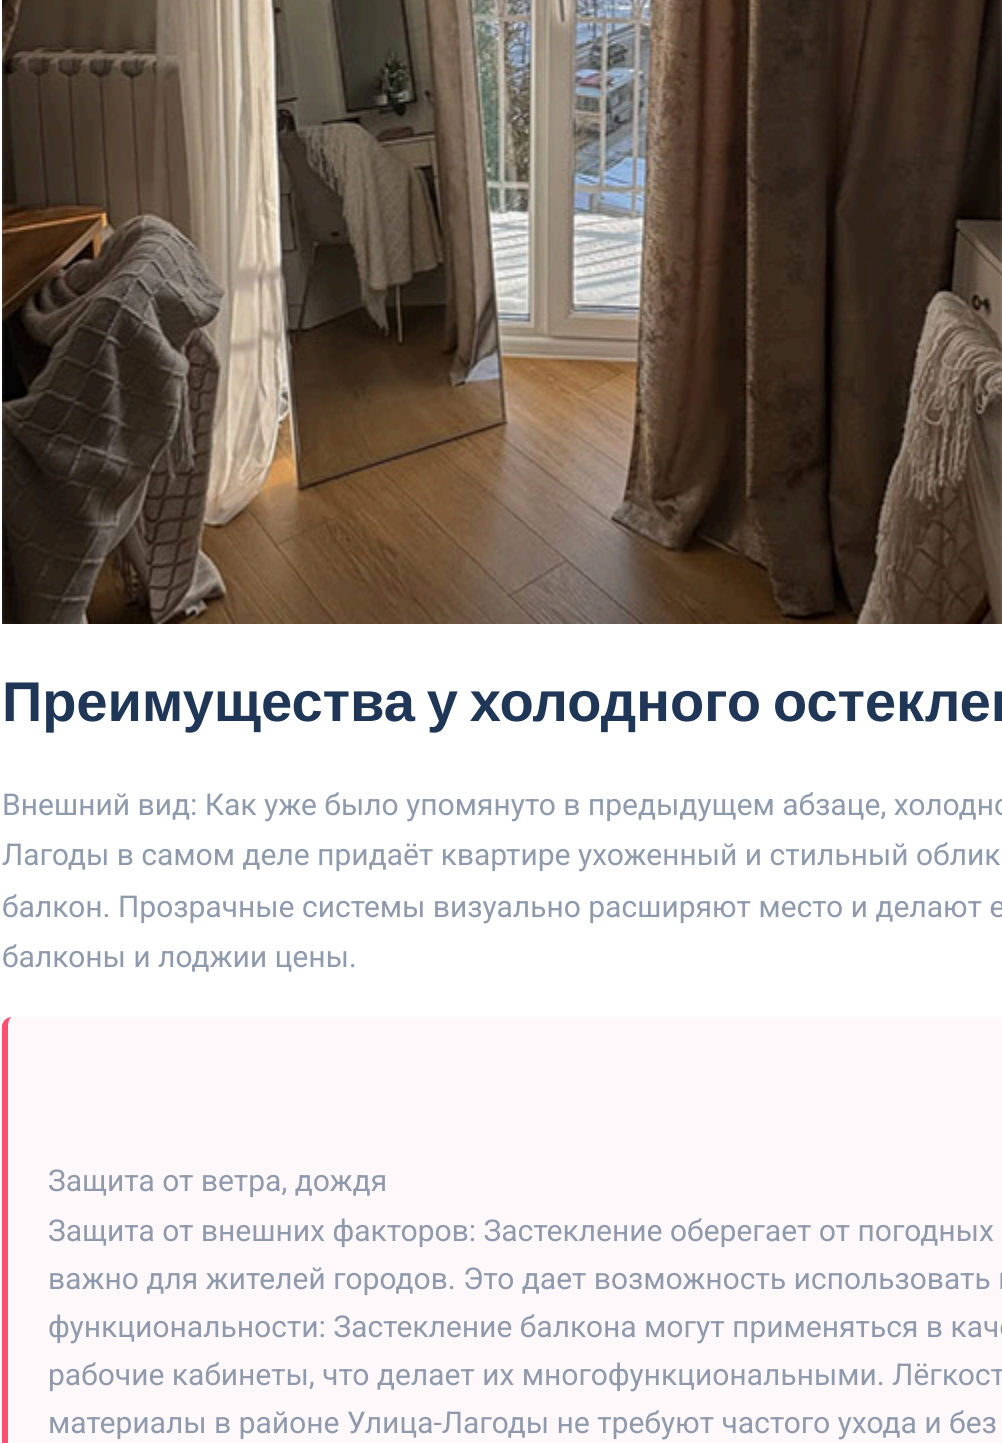 Преимущества у холодного остекле
Внешний вид: Как уже было упомянуто в предыдущем абзаце, холодно
Лагоды в самом деле придаёт квартире ухоженный и стильный облик
балкон. Прозрачные системы визуально расширяют место и делают е
балконы и лоджии цены.
Защита от ветра, дождя
Защита от внешних факторов: Застекление оберегает от погодных
важно для жителей городов. Это дает возможность использовать
функциональности: Застекление балкона могут применяться в кач
рабочие кабинеты, что делает их многофункциональными. Лёгкост
материалы в районе Улица-Лагоды не требуют частого ухода и без